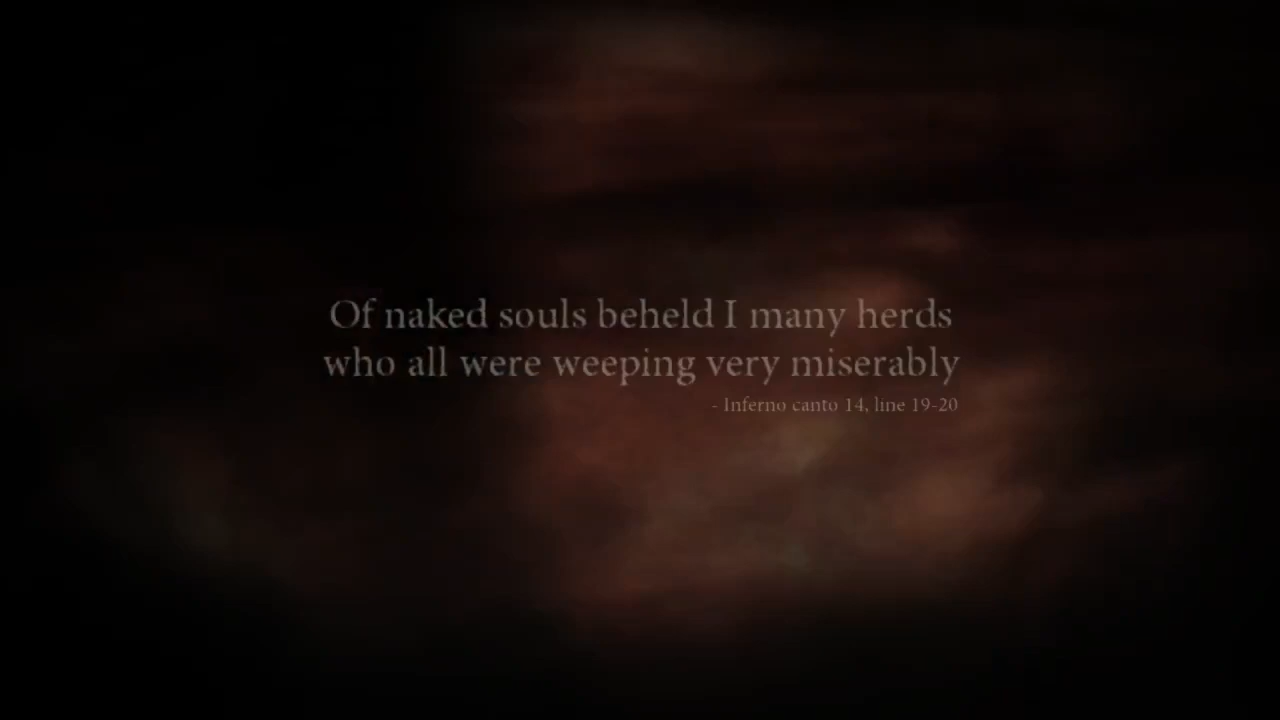 Of naked souls beheld I many herds
who all were weeping very miserably
- Inferno canto 14, line 19-20